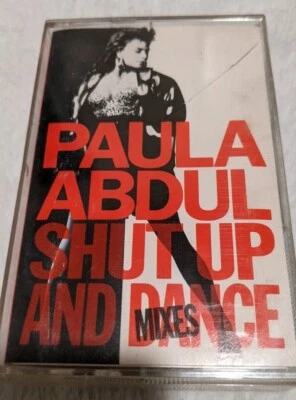 PAULA
ABDUL
SHUT UP
AND DANCE
MIXES